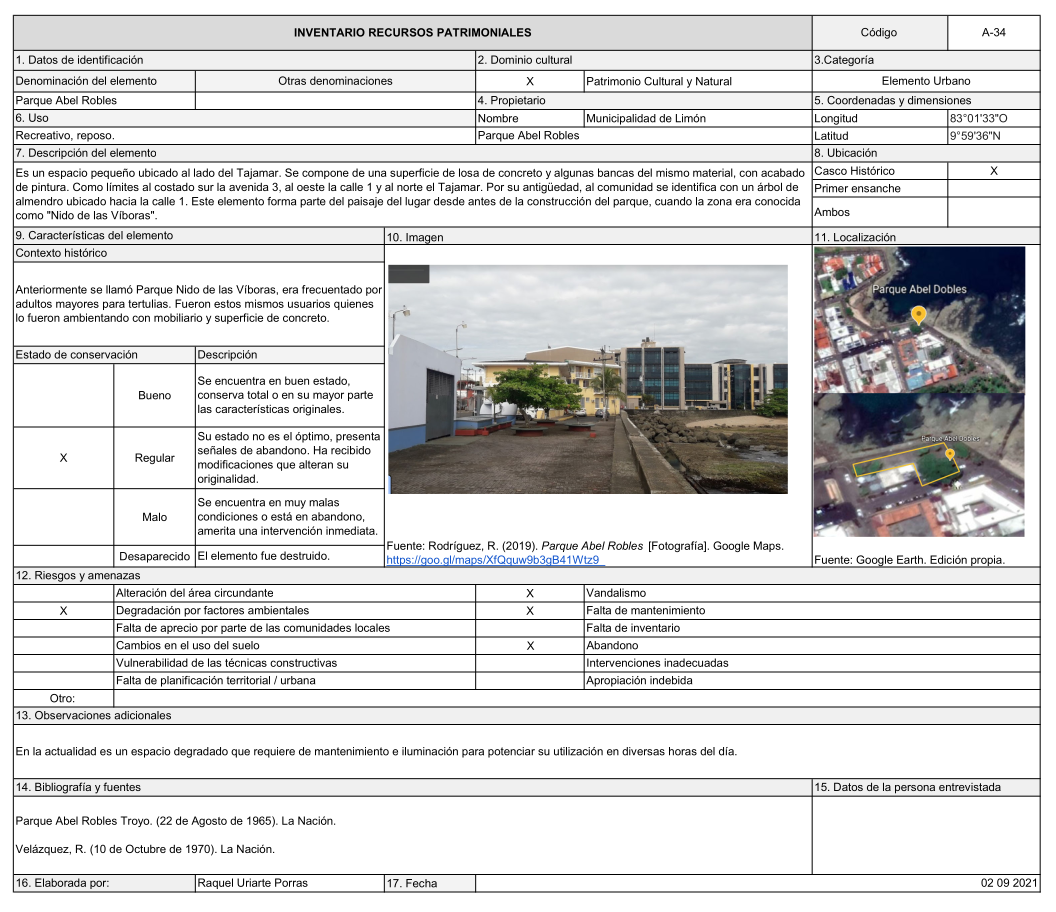 INVENTARIO RECURSOS PATRIMONIALES Código A-34
1. Datos de identificación 2. Dominio cultural 3.Categoría
Denominación del elemento Otras denominaciones X Patrimonio Cultural y Natural Elemento Urbano
Parque Abel Robles 4. Propietario 5. Coordenadas y dimensiones
6. Uso Nombre Municipalidad de Limón Longitud 83°01'33"O
Recreativo, reposo. Parque Abel Robles Latitud 9°59'36"N
7. Descripción del elemento 8. Ubicación
Es un espacio pequeño ubicado al lado del Tajamar. Se compone de una superficie de losa de concreto y algunas bancas del mismo material, con acabado
de pintura. Como límites al costado sur la avenida 3, al oeste la calle 1 y al norte el Tajamar. Por su antigüedad, al comunidad se identifica con un árbol de
almendro ubicado hacia la calle 1. Este elemento forma parte del paisaje del lugar desde antes de la construcción del parque, cuando la zona era conocida
como "Nido de las Víboras".
Casco Histórico X
Primer ensanche
Ambos
9. Características del elemento 10. Imagen 11. Localización
Contexto histórico
Anteriormente se llamó Parque Nido de las Víboras, era frecuentado por
adultos mayores para tertulias. Fueron estos mismos usuarios quienes
lo fueron ambientando con mobiliario y superficie de concreto.
Estado de conservación Descripción
Bueno
Se encuentra en buen estado,
conserva total o en su mayor parte
las características originales.
X Regular
Su estado no es el óptimo, presenta
señales de abandono. Ha recibido
modificaciones que alteran su
originalidad.
Malo
Se encuentra en muy malas
condiciones o está en abandono,
amerita una intervención inmediata.
Desaparecido El elemento fue destruido.
Fuente: Rodríguez, R. (2019). Parque Abel Robles [Fotografía]. Google Maps.
https://goo.gl/maps/XfQquw9b3gB41Wtz9
Parque Abel Dobles
Parque Abel Dobles
Fuente: Google Earth. Edición propia.
12. Riesgos y amenazas
Alteración del área circundante X Vandalismo
X Degradación por factores ambientales X Falta de mantenimiento
Falta de aprecio por parte de las comunidades locales Falta de inventario
Cambios en el uso del suelo X Abandono
Vulnerabilidad de las técnicas constructivas Intervenciones inadecuadas
Falta de planificación territorial / urbana Apropiación indebida
Otro:
13. Observaciones adicionales
En la actualidad es un espacio degradado que requiere de mantenimiento e iluminación para potenciar su utilización en diversas horas del día.
14. Bibliografía y fuentes 15. Datos de la persona entrevistada
Parque Abel Robles Troyo. (22 de Agosto de 1965). La Nación.
Velázquez, R. (10 de Octubre de 1970). La Nación.
16. Elaborada por: Raquel Uriarte Porras 17. Fecha 02 09 2021